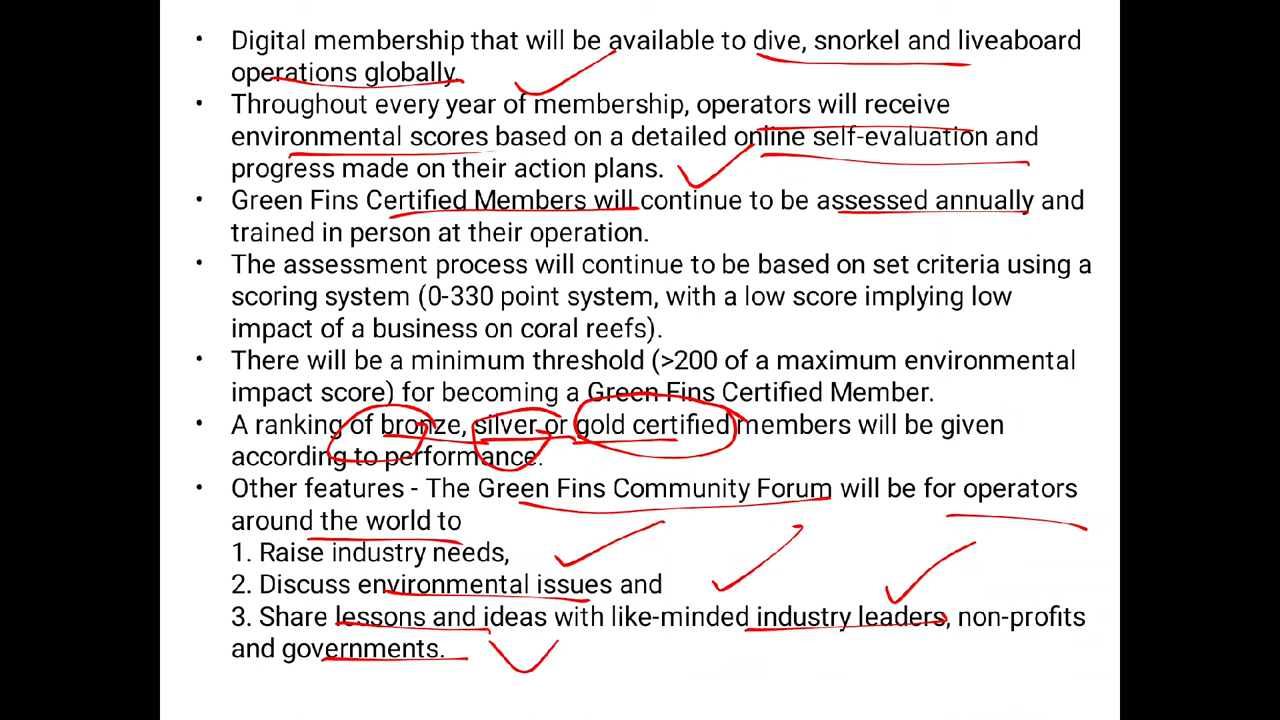 • Digital membership that will be available to dive, snorkel and liveaboard
operations globally.
• Throughout every year of membership, operators will receive
environmental scores based on a detailed online self-evaluation and
progress made on their action plans.
• Green Fins Certified Members will continue to be assessed annually and
trained in person at their operation.
• The assessment process will continue to be based on set criteria using a
scoring system (0-330 point system, with a low score implying low
impact of a business on coral reefs).
• There will be a minimum threshold (>200 of a maximum environmental
impact score) for becoming a Green Fins Certified Member.
• A ranking of bronze, silver or gold certified members will be given
according to performance.
• Other features - The Green Fins Community Forum will be for operators
around the world to
1. Raise industry needs,
2. Discuss environmental issues and
3. Share lessons and ideas with like-minded industry leaders, non-profits
and governments.